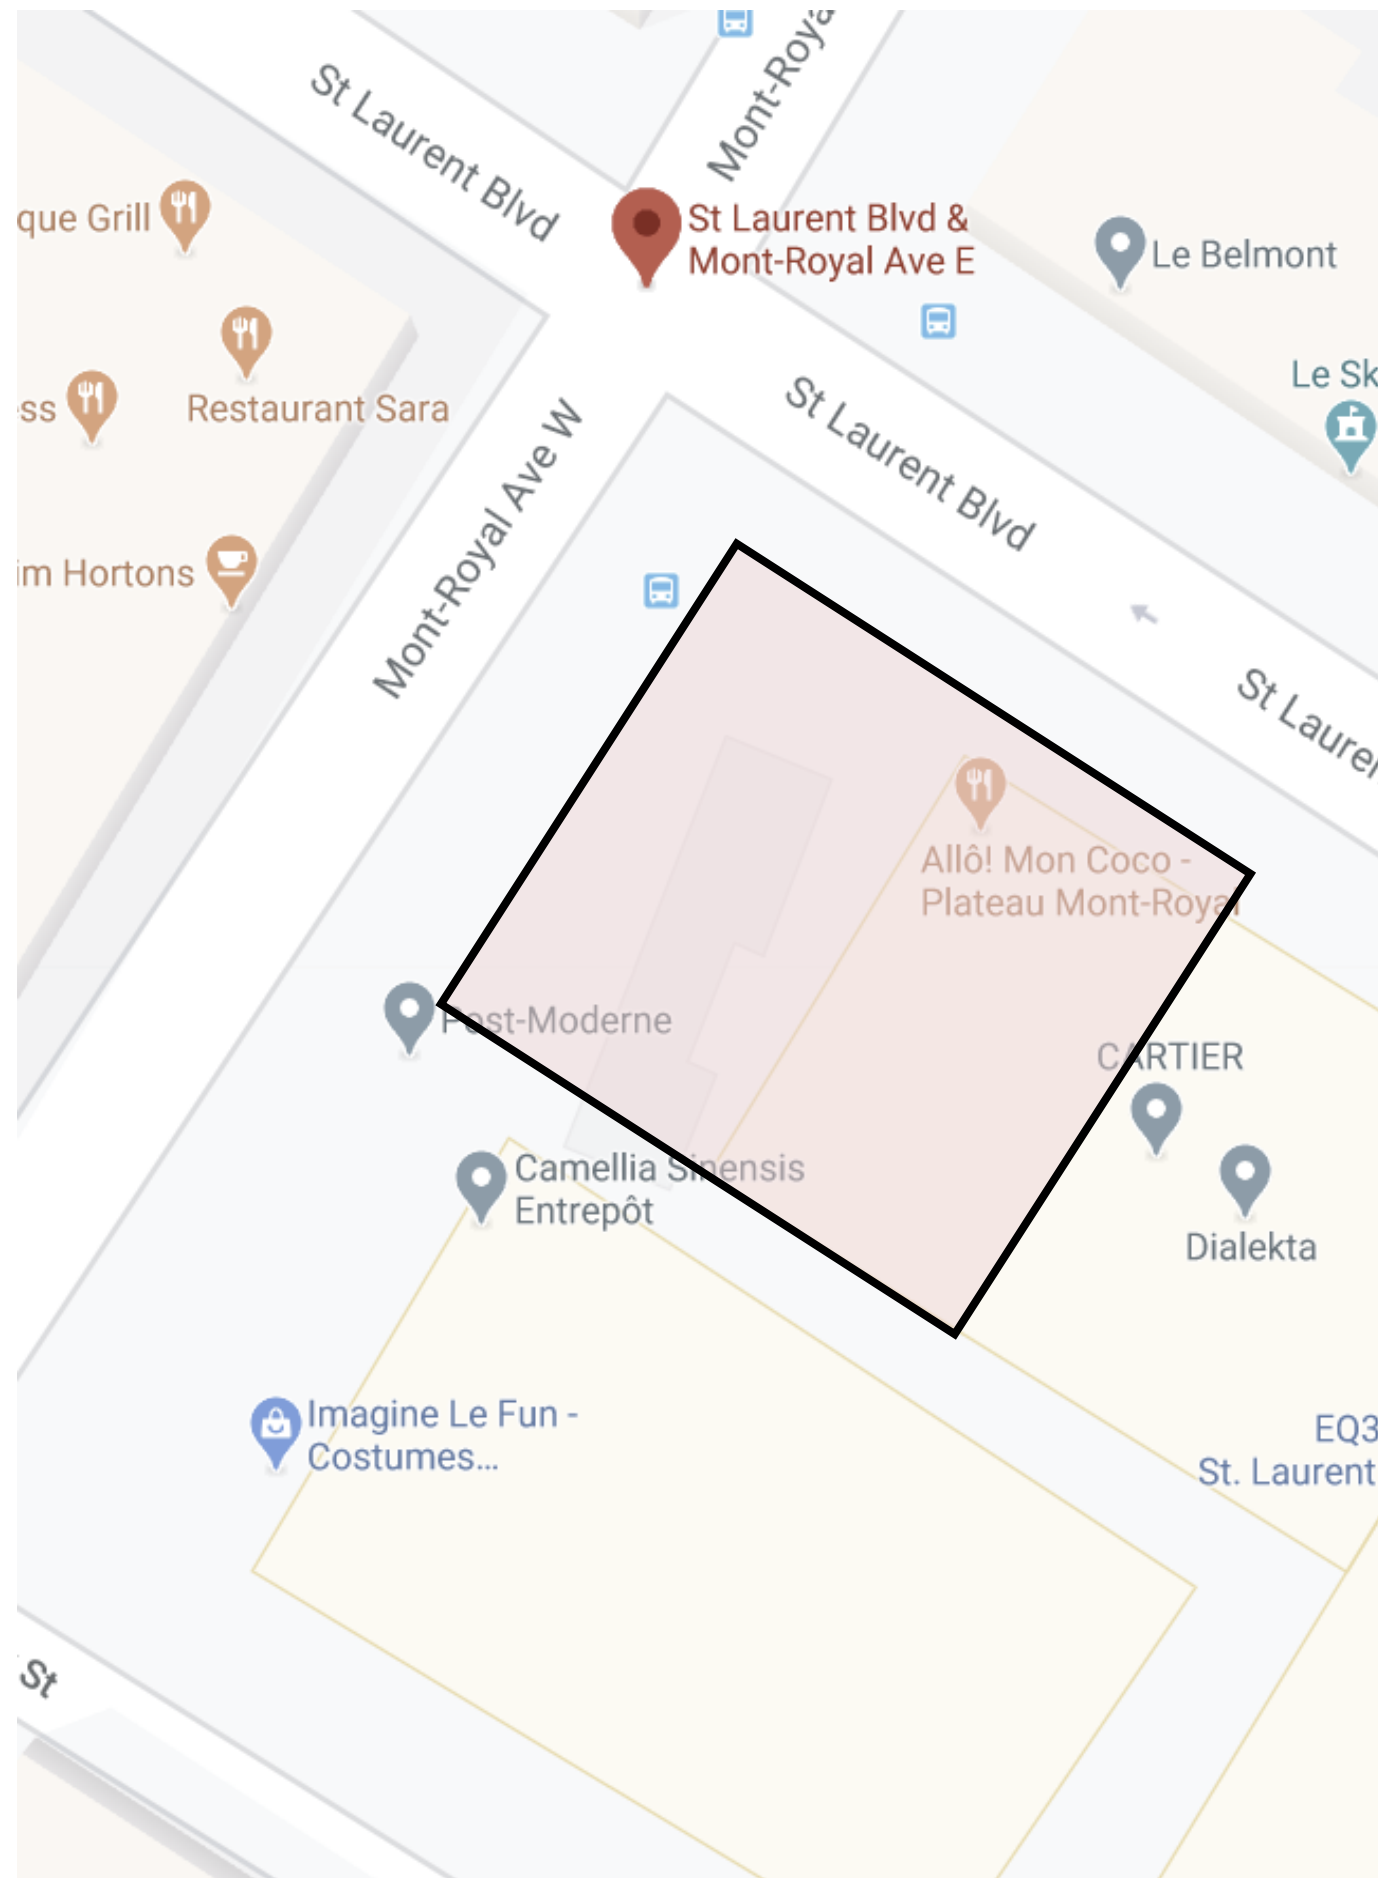 St Laurent Blvd
Mont-Roya
que Grill
St Laurent Blvd &
Mont-Royal Ave E
Le Belmont
Le Sk
Restaurant Sara
ss
St Laurent Blvd
Mont-Royal Ave W
im Hortons
St Laurer
Allô! Mon Coco -
Plateau Mont-Royal
Post-Moderne
CARTIER
Camellia Sinensis
Entrepôt
Dialekta
Imagine Le Fun -
Costumes...
EQ3
St. Laurent
St